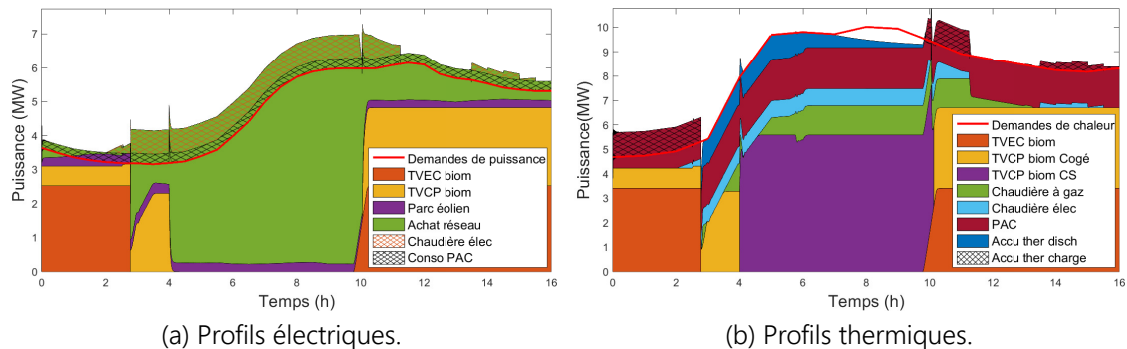 Puissance (MW)
7
6
5
4
3
2
1
0
Demandes de puissance
TVEC biom
TVCP biom
Parc éolien
Achat réseau
Chaudière élec
Conso PAC
0 2 4 6 8 10 12 14 16
Temps (h)
(a) Profils électriques.
Puissance(MW)
10
9
8
7
6
5
4
3
2
1
0
Demandes de chaleur
TVEC biom
TVCP biom Cogé
TVCP biom CS
Chaudière à gaz
Chaudière élec
PAC
Accu ther disch
Accu ther charge
0 2 4 6 8 10 12 14 16
Temps (h)
(b) Profils thermiques.